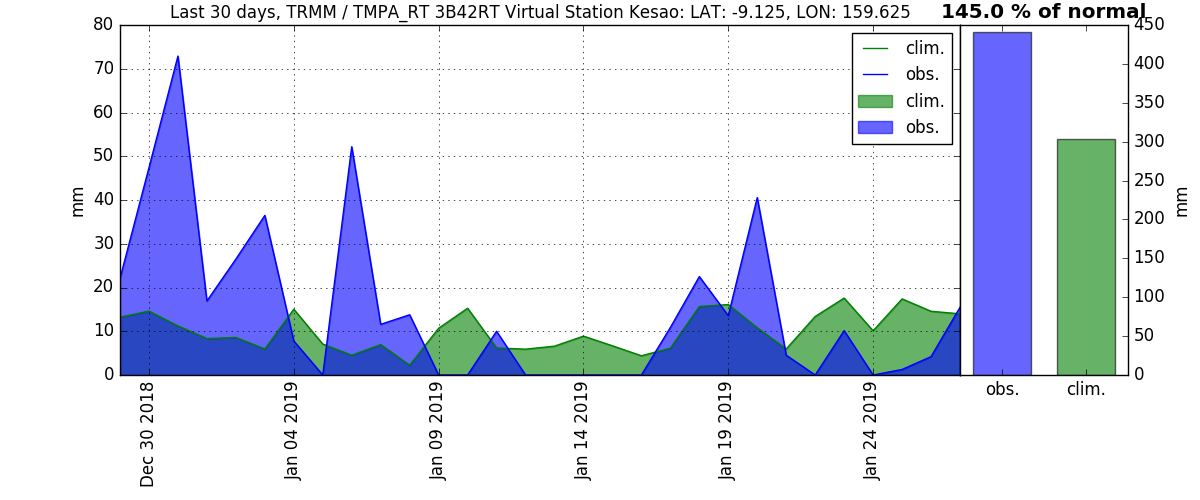 Last 30 days, TRMM / TMPA_RT 3B42RT Virtual Station Kesao: LAT: -9.125, LON: 159.625
145.0 % of normal
80
70
60
50
40
30
20
10
0
mm
clim.
obs.
clim.
obs.
Dec 30 2018
Jan 04 2019
Jan 09 2019
Jan 14 2019
Jan 19 2019
Jan 24 2019
450
400
350
300
250
200
150
100
50
0
mm
obs.
clim.